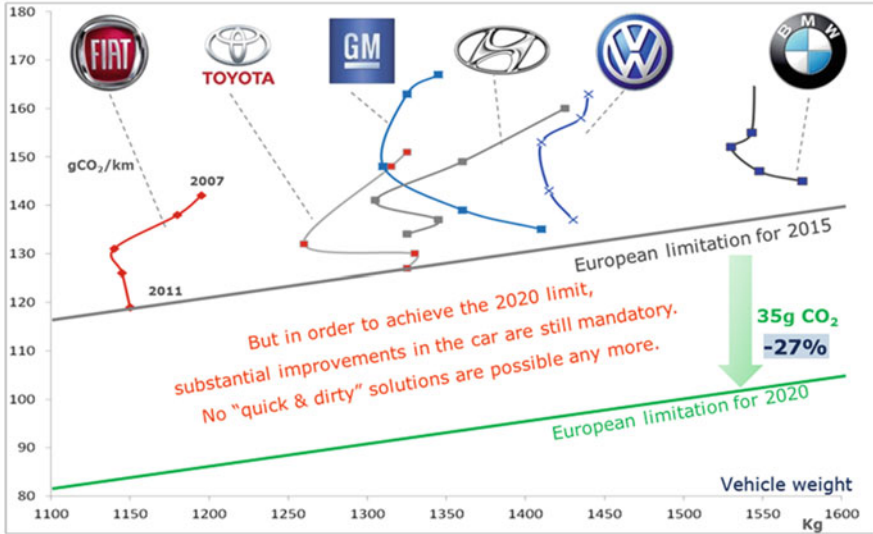 180
160
150
140
130
120
110
100
90
80
FIAT
TOYOTA
GM
BMW
gCO₂/km
2007
2011
European limitation for 2015
But in order to achieve the 2020 limit,
substantial improvements in the car are still mandatory.
No “quick & dirty” solutions are possible any more.
35g CO₂
-27%
European limitation for 2020
Vehicle weight
1100
1150
1200
1250
1300
1350
1400
1450
1500
1550
1600
Kg